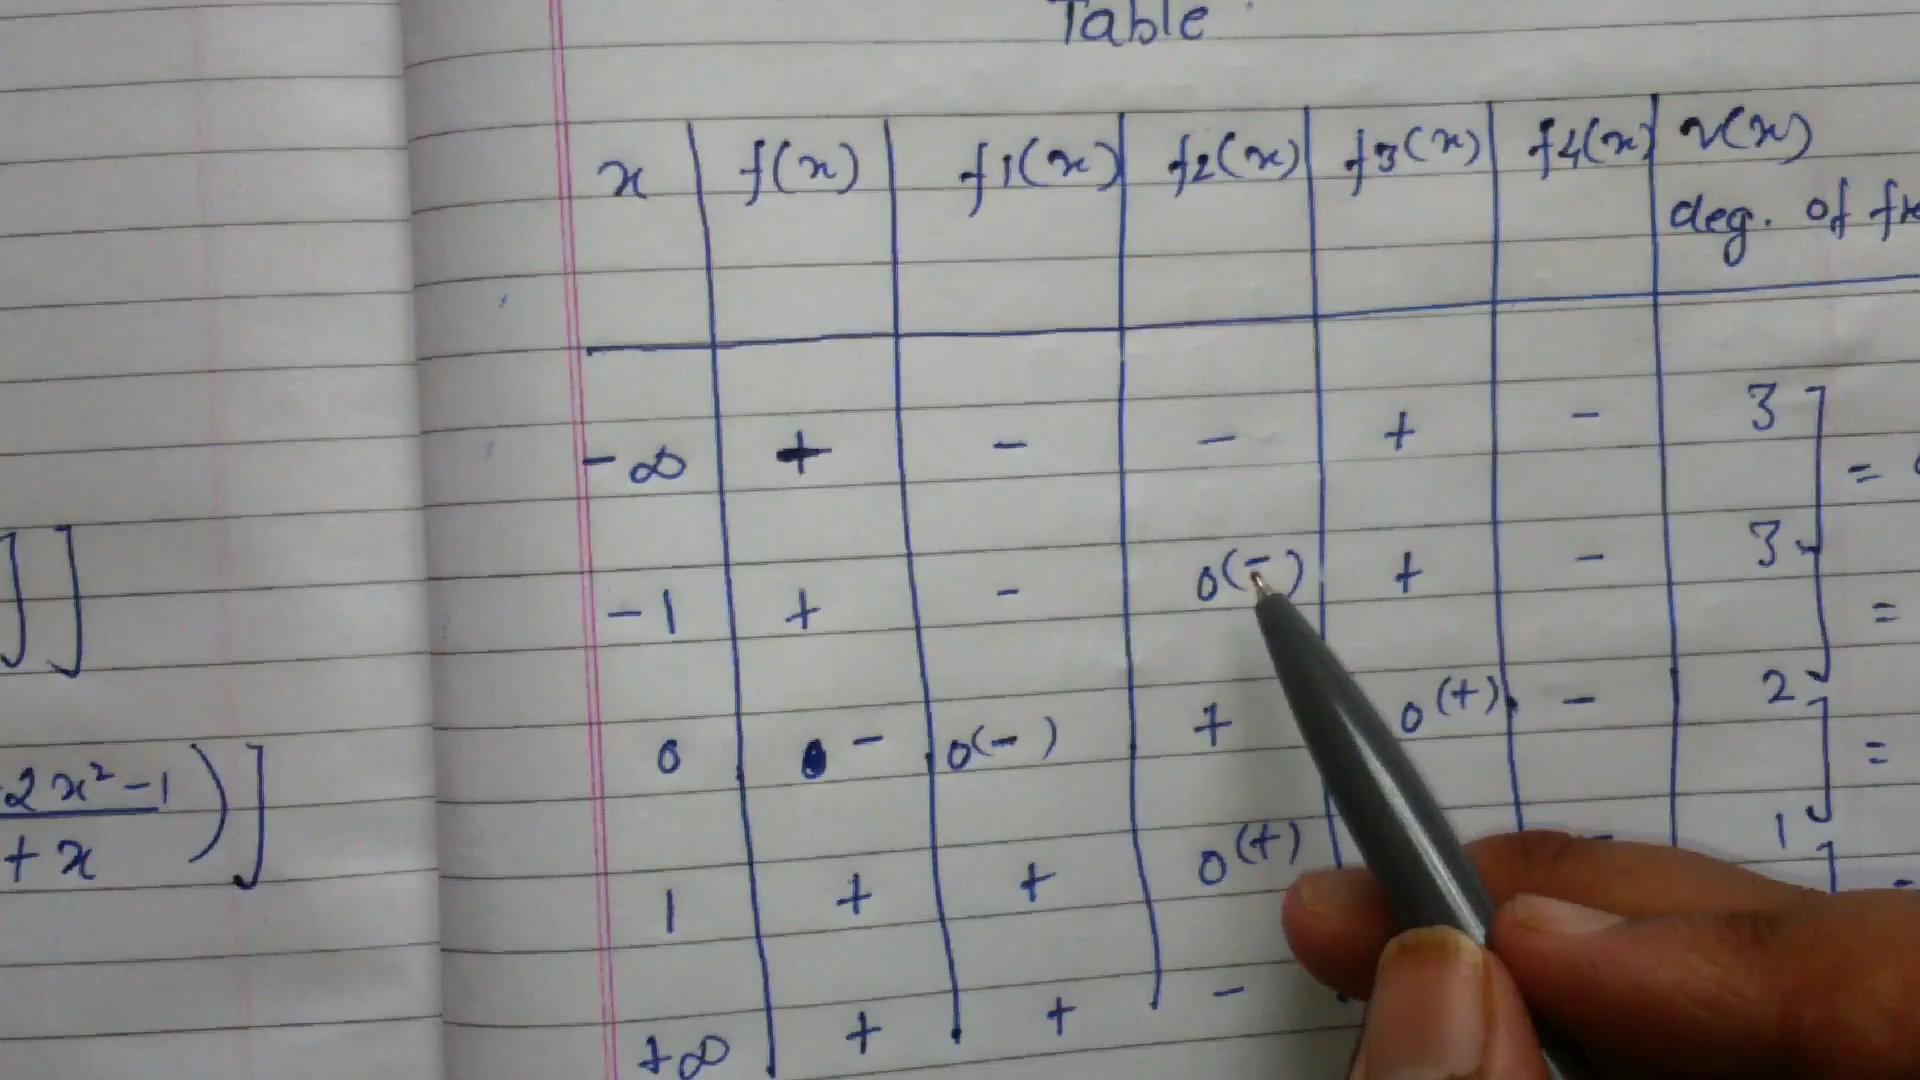 Table
x f(x) f1(x) f2(x) f3(x) f4(x) v(x)
deg. of
-∞ + - - + - 3
=
-1 + - 0(-) + - 3
=
0 - 0(-) + 0(+) - 2
=
1 + + 0(+) - 1
+∞ + + -
]]
2x²-1)]
+x